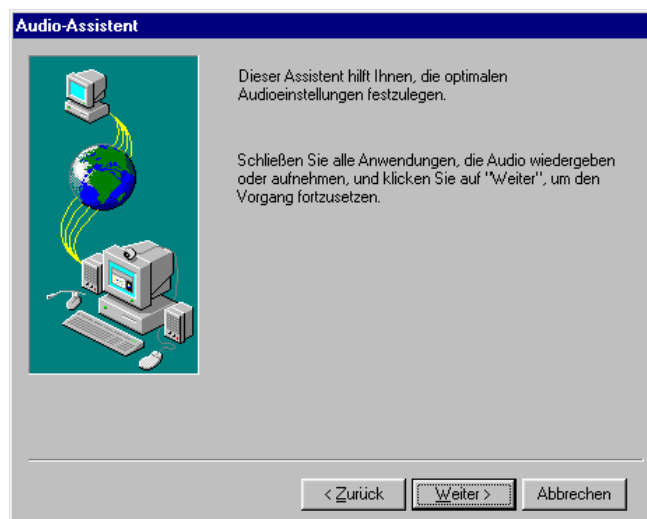 Audio-Assistent
Dieser Assistent hilft Ihnen, die optimalen
Audioeinstellungen festzulegen.
Schließen Sie alle Anwendungen, die Audio wiedergeben
oder aufnehmen, und klicken Sie auf "Weiter", um den
Vorgang fortzusetzen.
< Zurück
Weiter >
Abbrechen